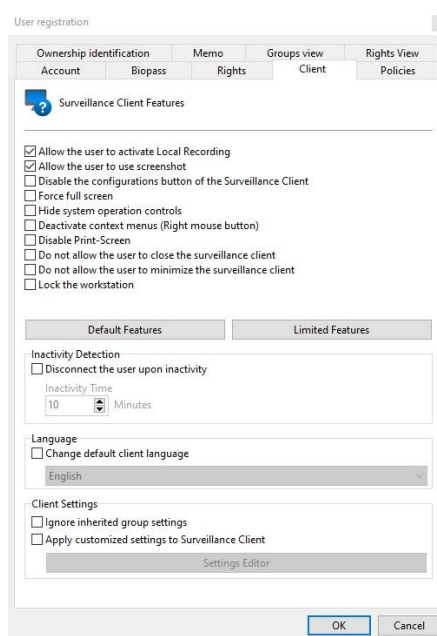 User registration
Ownership identification Memo Groups view Rights View
Account Biopass Rights Client Policies
Surveillance Client Features
Allow the user to activate Local Recording
Allow the user to use screenshot
Disable the configurations button of the Surveillance Client
Force full screen
Hide system operation controls
Deactivate context menus (Right mouse button)
Disable Print-Screen
Do not allow the user to close the surveillance client
Do not allow the user to minimize the surveillance client
Lock the workstation
Default Features Limited Features
Inactivity Detection
Disconnect the user upon inactivity
Inactivity Time
10 Minutes
Language
Change default client language
English
Client Settings
Ignore inherited group settings
Apply customized settings to Surveillance Client
Settings Editor
OK Cancel